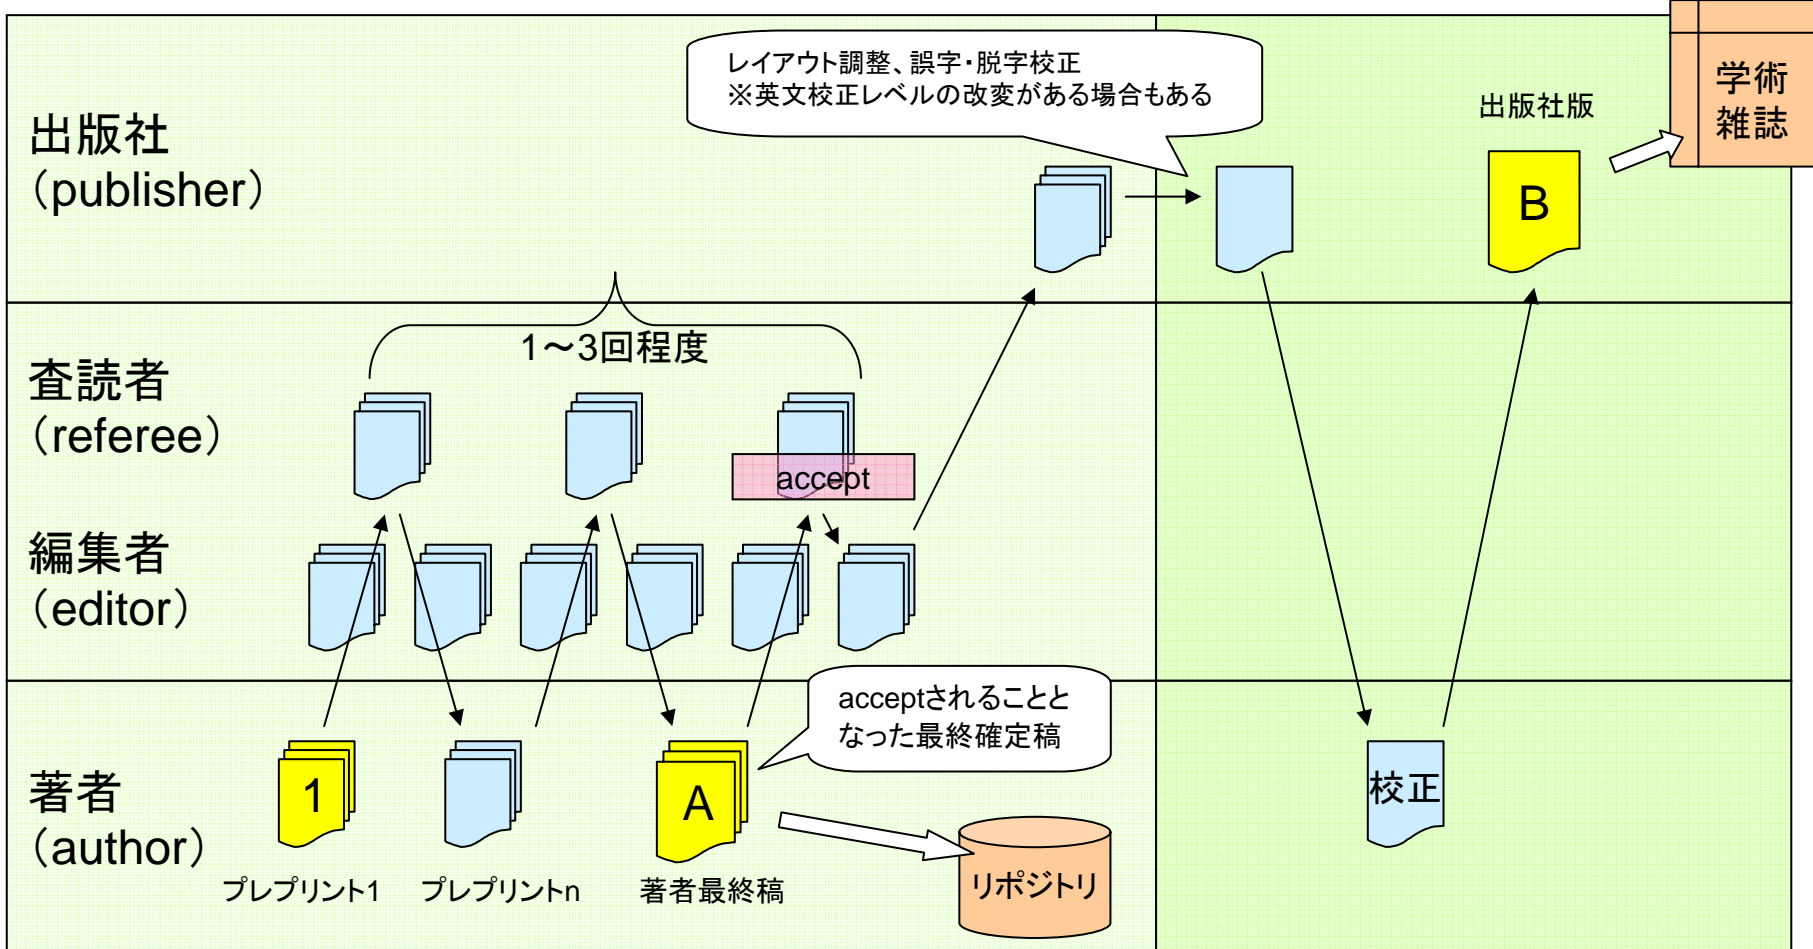 レイアウト調整、誤字・脱字校正
※英文校正レベルの改変がある場合もある
学術
雑誌
出版社版
出版社
（publisher）
B
1～3回程度
査読者
（referee）
accept
編集者
（editor）
acceptされることと
なった最終確定稿
著者
（author）
1
A
校正
リポジトリ
プレプリント1
プレプリントn
著者最終稿